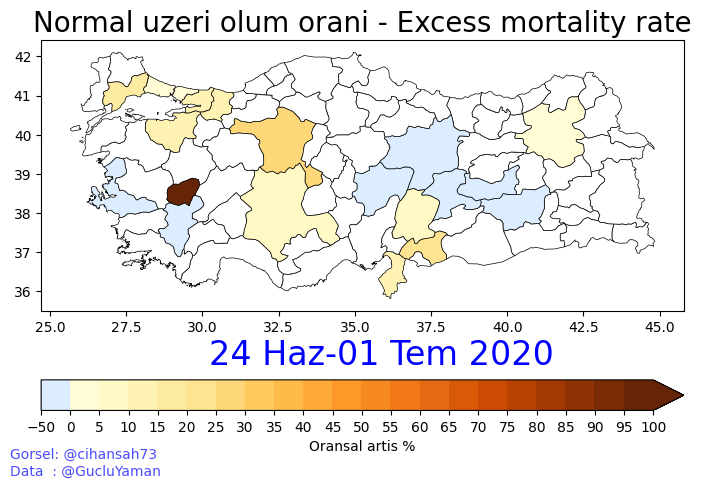 Normal uzeri olum orani - Excess mortality rate
42
41
40
39
38
37
36
25.0 27.5 30.0 32.5 35.0 37.5 40.0 42.5 45.0
24 Haz-01 Tem 2020
−50 0 5 10 15 20 25 30 35 40 45 50 55 60 65 70 75 80 85 90 95 100
Oransal artis %
Gorsel: @cihansah73
Data : @GucluYaman